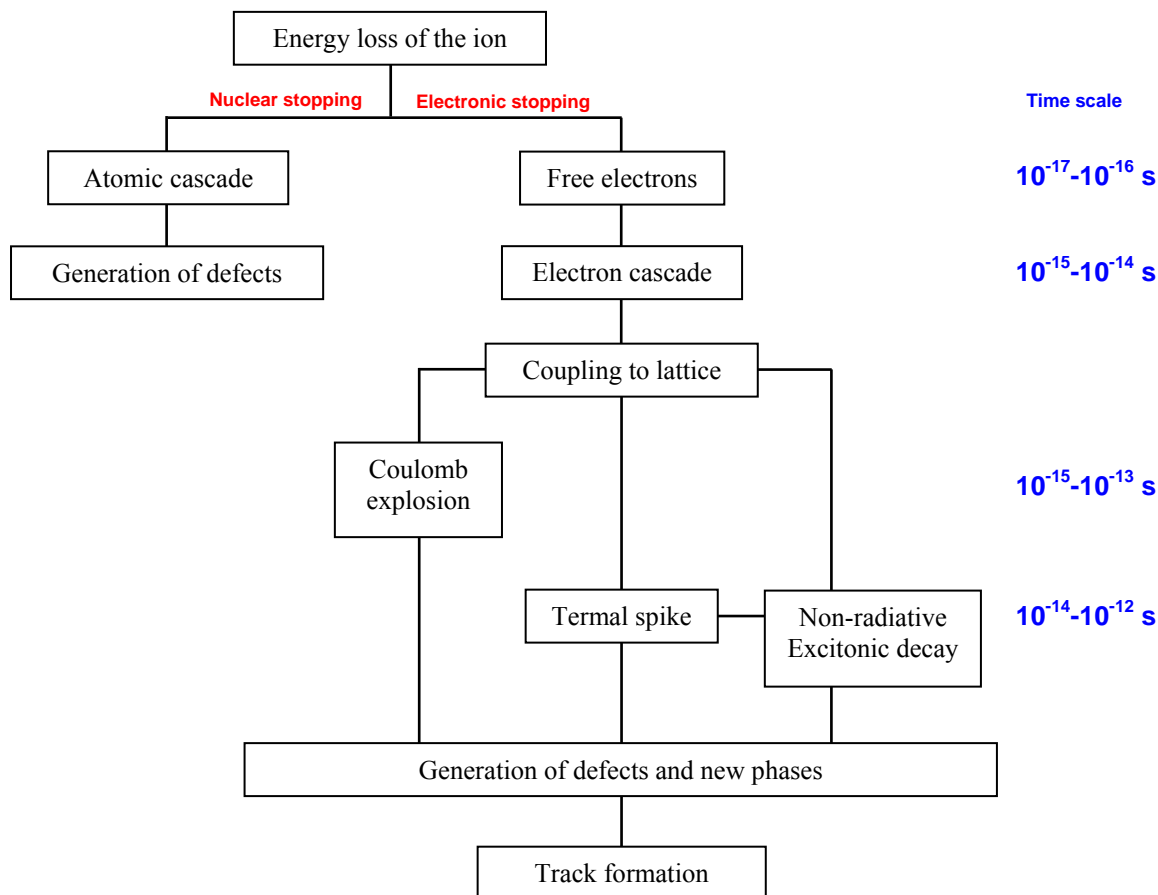 Energy loss of the ion
Nuclear stopping
Electronic stopping
Time scale
Atomic cascade
Free electrons
10⁻¹⁷-10⁻¹⁶ s
Generation of defects
Electron cascade
10⁻¹⁵-10⁻¹⁴ s
Coupling to lattice
Coulomb
explosion
10⁻¹⁵-10⁻¹³ s
Termal spike
Non-radiative
Excitonic decay
10⁻¹⁴-10⁻¹² s
Generation of defects and new phases
Track formation